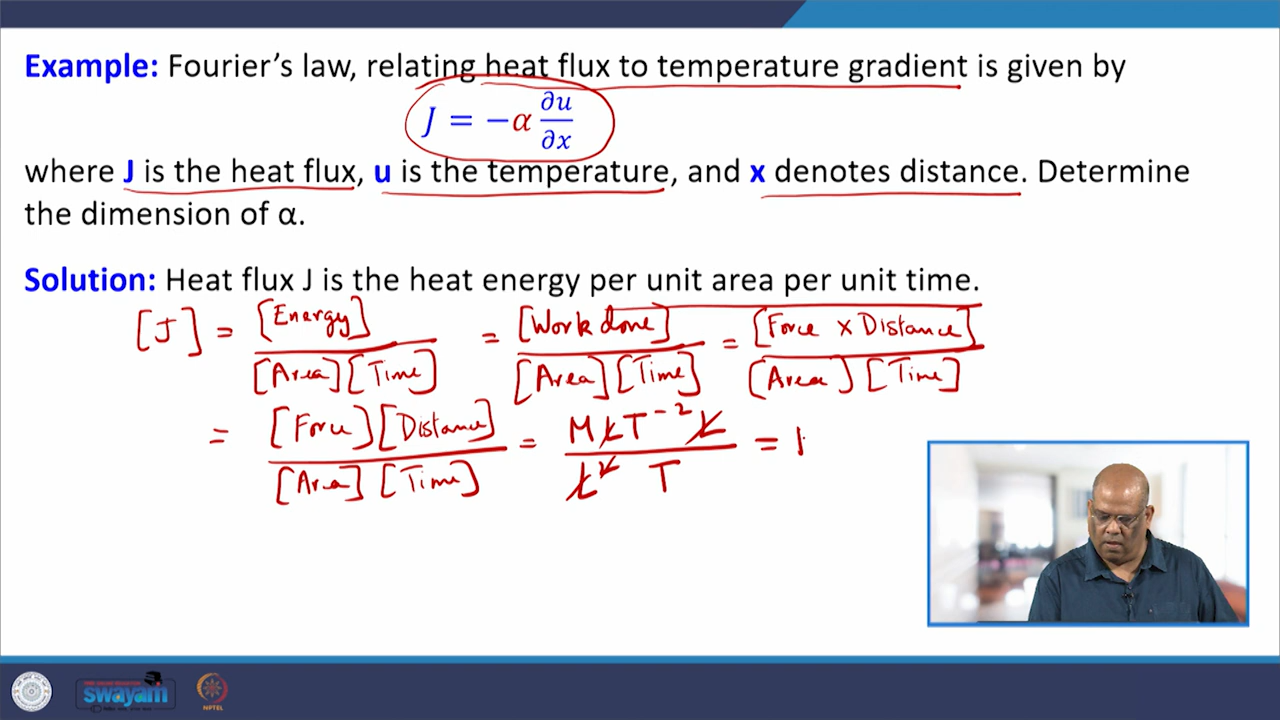 Example: Fourier's law, relating heat flux to temperature gradient is given by
J = −α ∂u/∂x
where J is the heat flux, u is the temperature, and x denotes distance. Determine
the dimension of α.
Solution: Heat flux J is the heat energy per unit area per unit time.
[J] = [Energy] / [Area][Time] = [Work done] / [Area][Time] = [Force x Distance] / [Area][Time]
= [Force][Distance] / [Area][Time] = MLT⁻²L / L² T =
swayam
NPTEL